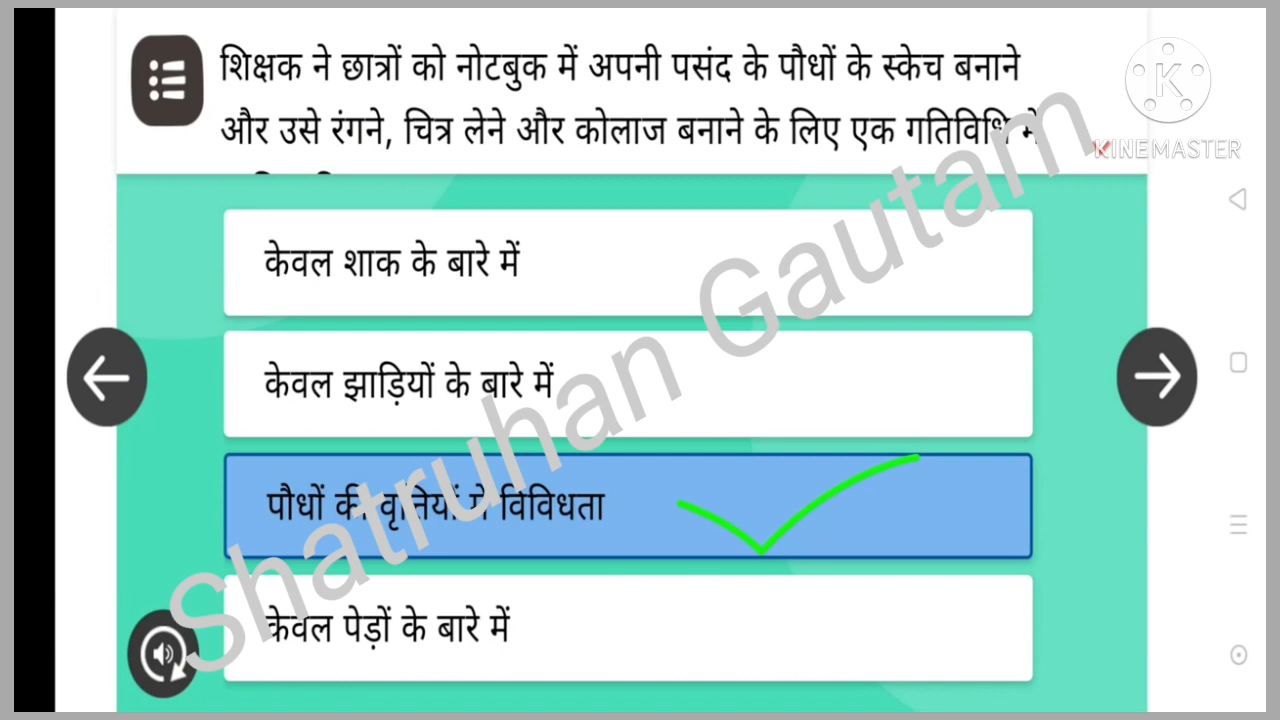 शिक्षक ने छात्रों को नोटबुक में अपनी पसंद के पौधों के स्केच बनाने
और उसे रंगने, चित्र लेने और कोलाज बनाने के लिए एक गतिविधि में
K
KINEMASTER
केवल शाक के बारे में
केवल झाड़ियों के बारे में
पौधों की वृत्तियों में विविधता
केवल पेड़ों के बारे में
Shatruhan Gautam